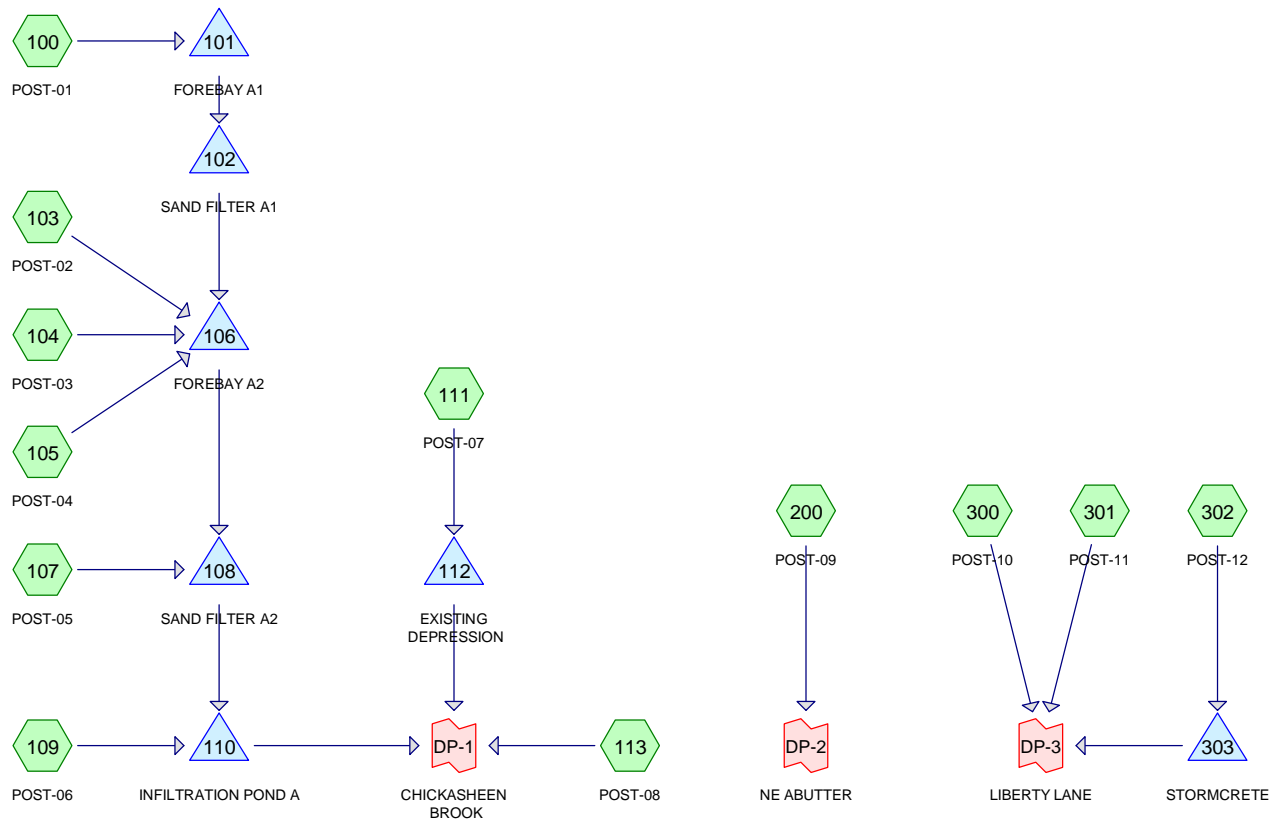 100
101
POST-01
FOREBAY A1
102
SAND FILTER A1
103
POST-02
104
106
POST-03
FOREBAY A2
105
POST-04
111
POST-07
107
108
112
POST-05
SAND FILTER A2
EXISTING
DEPRESSION
109
110
DP-1
113
POST-06
INFILTRATION POND A
CHICKASHEEN
BROOK
POST-08
200
POST-09
DP-2
NE ABUTTER
300
301
302
POST-10
POST-11
POST-12
DP-3
303
LIBERTY LANE
STORMCRETE